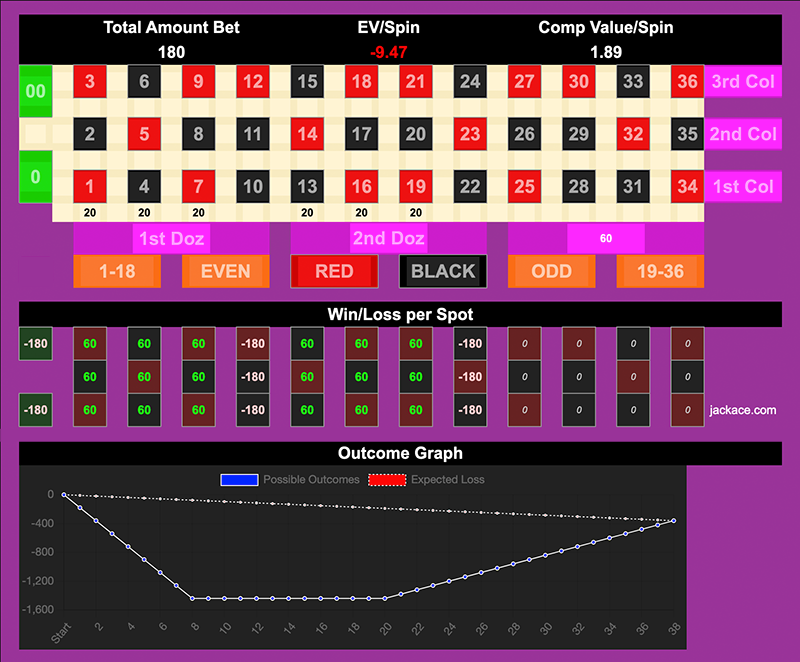 Total Amount Bet EV/Spin Comp Value/Spin
180 -9.47 1.89
00 3 6 9 12 15 18 21 24 27 30 33 36 3rd Col
2 5 8 11 14 17 20 23 26 29 32 35 2nd Col
0 1 4 7 10 13 16 19 22 25 28 31 34 1st Col
20 20 20 20 20 20
1st Doz 2nd Doz 60
1-18 EVEN RED BLACK ODD 19-36
Win/Loss per Spot
-180 60 60 60 -180 60 60 60 -180 0 0 0 0
60 60 60 -180 60 60 60 -180 0 0 0 0
-180 60 60 60 -180 60 60 60 -180 0 0 0 0 jackace.com
Outcome Graph
Possible Outcomes Expected Loss
0
-400
-800
-1,200
-1,600
Start 2 4 6 8 10 12 14 16 18 20 22 24 26 28 30 32 34 36 38